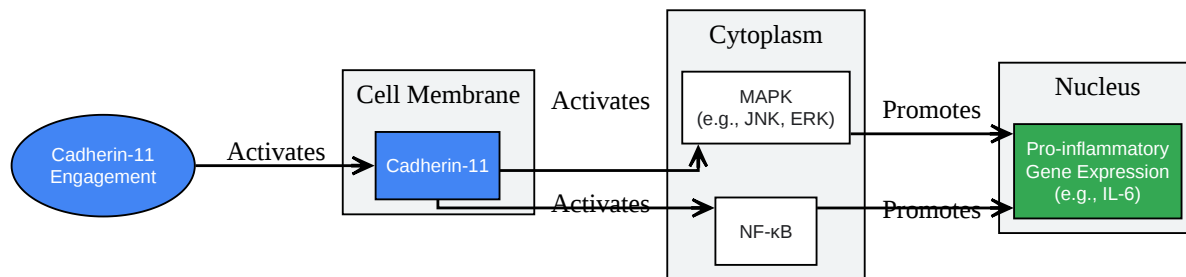 Cadherin-11
Engagement
Activates
Cell Membrane
Cadherin-11
Activates
Activates
Cytoplasm
MAPK
(e.g., JNK, ERK)
NF-κB
Promotes
Promotes
Nucleus
Pro-inflammatory
Gene Expression
(e.g., IL-6)